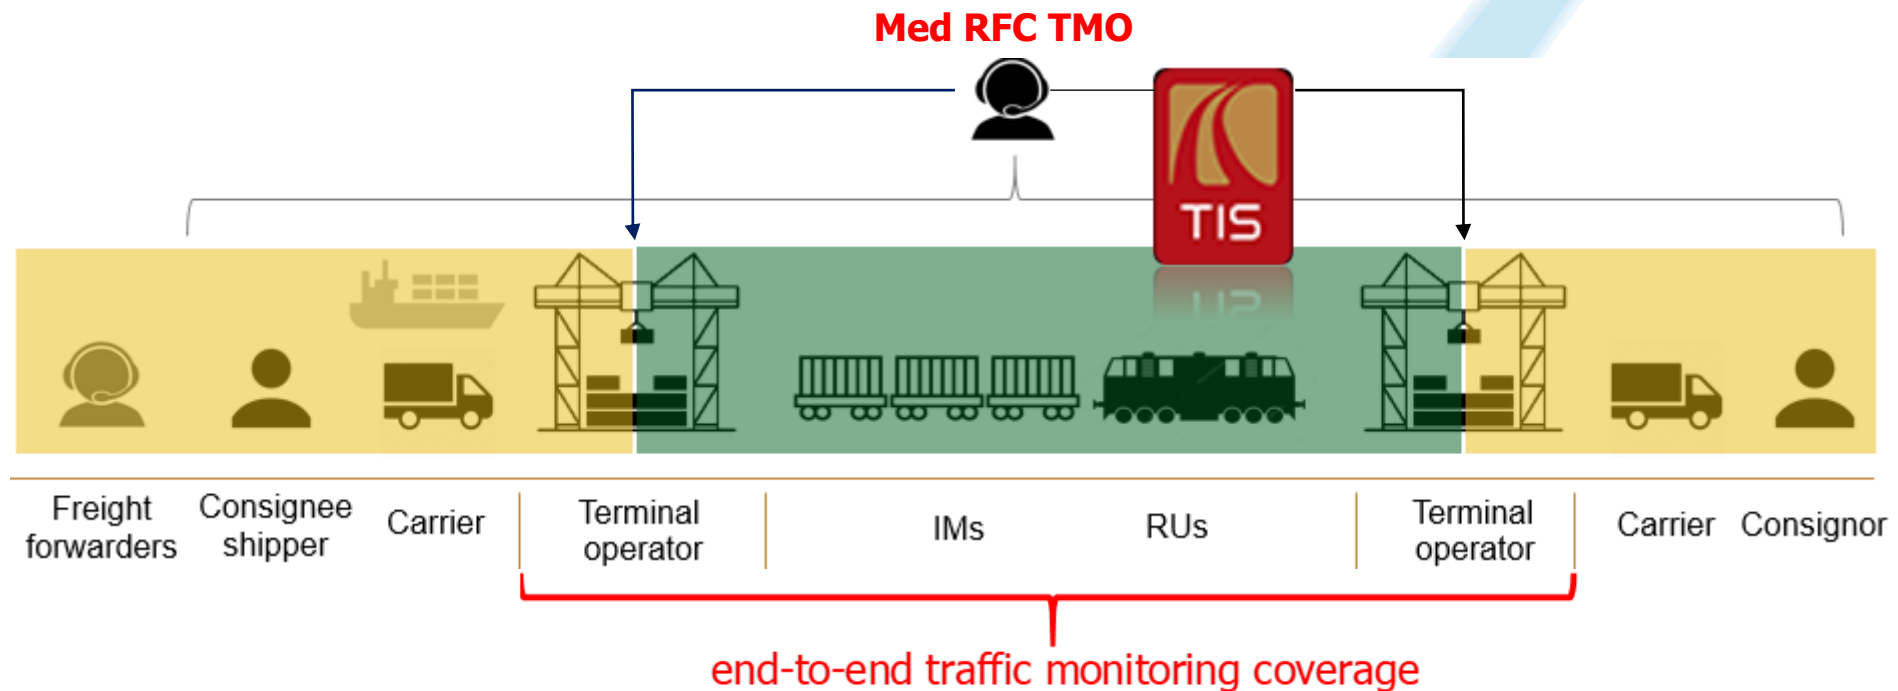 Med RFC TMO
TIS
Freight
forwarders
Consignee
shipper
Carrier
Terminal
operator
IMs
RUs
Terminal
operator
Carrier
Consignor
end-to-end traffic monitoring coverage